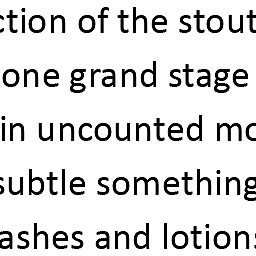 ction of the stout
one grand stage
in uncounted mo
subtle something
ashes and lotions